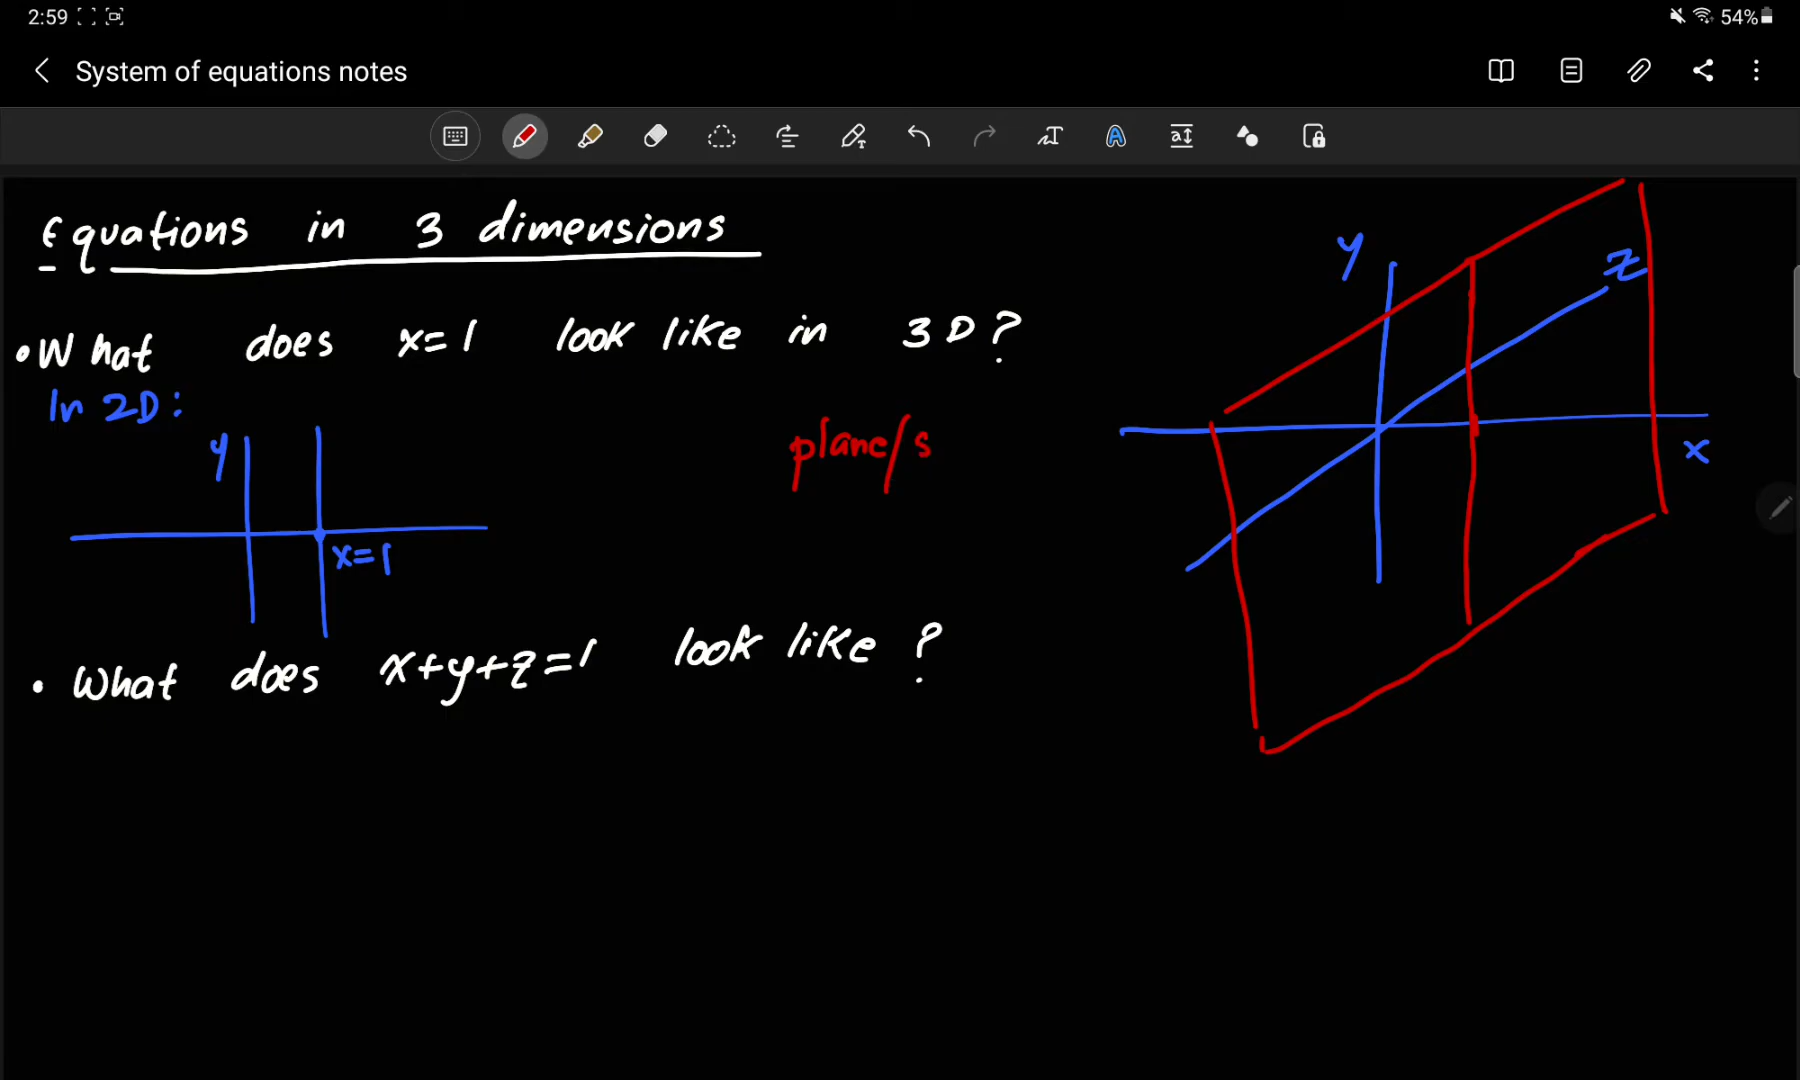 2:59 54%
System of equations notes
Equations in 3 dimensions
y
z
• What does x=1 look like in 3D?
In 2D:
y
plane/s
x
x=1
• What does x+y+z=1 look like?